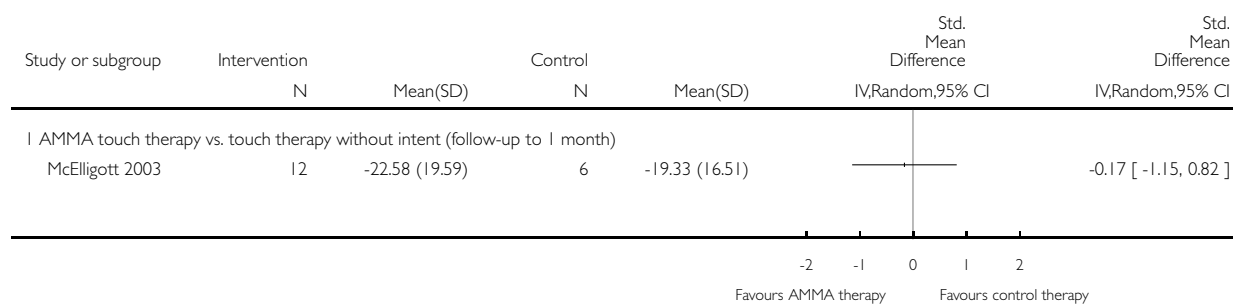 Std.
Mean
Difference
Std.
Mean
Difference
Study or subgroup Intervention Control
N Mean(SD) N Mean(SD) IV,Random,95% CI IV,Random,95% CI
1 AMMA touch therapy vs. touch therapy without intent (follow-up to 1 month)
McElligott 2003 12 -22.58 (19.59) 6 -19.33 (16.51) -0.17 [ -1.15, 0.82 ]
-2 -1 0 1 2
Favours AMMA therapy Favours control therapy